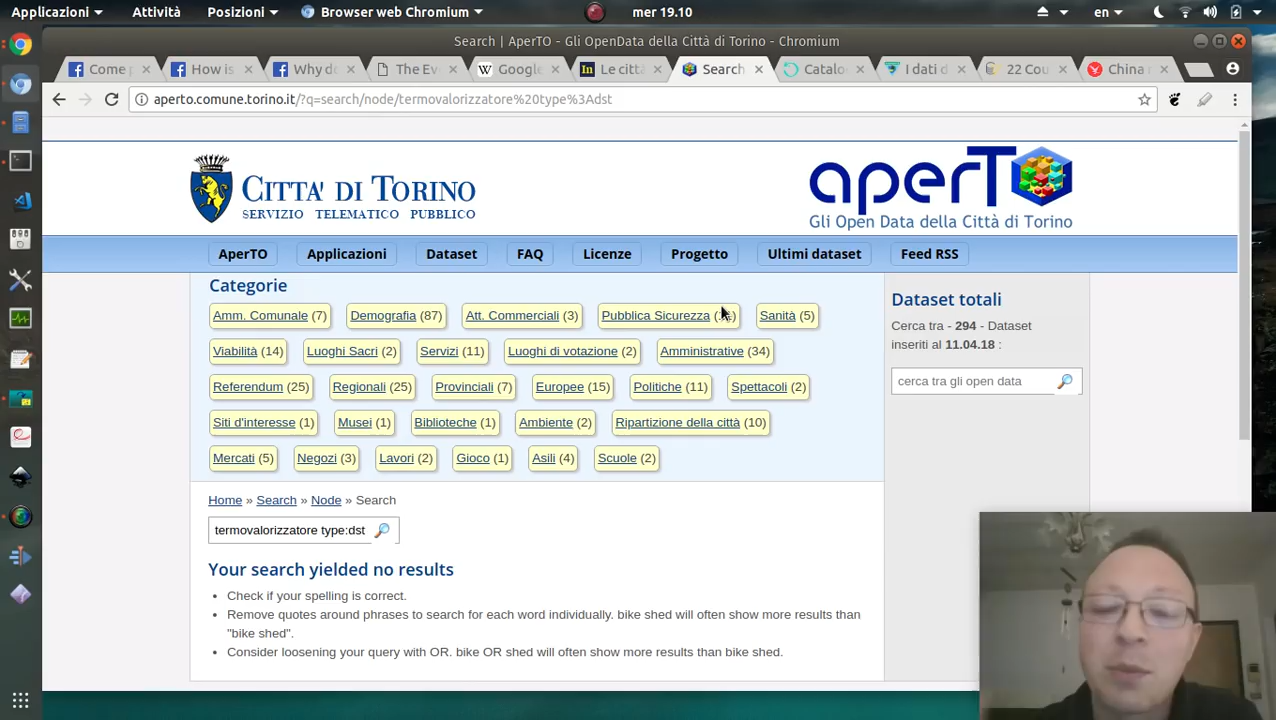 Applicazioni Attività Posizioni Browser web Chromium mer 19.10 en
Search | AperTO - Gli OpenData della Città di Torino - Chromium
Come How is Why do The Eve Google In Le città Search Catalo I dati d 22 Cou China
aperto.comune.torino.it/?q=search/node/termovalorizzatore%20type%3Adst
CITTA' DI TORINO
SERVIZIO TELEMATICO PUBBLICO
aperTO
Gli Open Data della Città di Torino
AperTO Applicazioni Dataset FAQ Licenze Progetto Ultimi dataset Feed RSS
Categorie
Amm. Comunale (7) Demografia (87) Att. Commerciali (3) Pubblica Sicurezza Sanità (5)
Viabilità (14) Luoghi Sacri (2) Servizi (11) Luoghi di votazione (2) Amministrative (34)
Referendum (25) Regionali (25) Provinciali (7) Europee (15) Politiche (11) Spettacoli (2)
Siti d'interesse (1) Musei (1) Biblioteche (1) Ambiente (2) Ripartizione della città (10)
Mercati (5) Negozi (3) Lavori (2) Gioco (1) Asili (4) Scuole (2)
Dataset totali
Cerca tra - 294 - Dataset
inseriti al 11.04.18
cerca tra gli open data
Home » Search » Node » Search
termovalorizzatore type:dst
Your search yielded no results
• Check if your spelling is correct.
• Remove quotes around phrases to search for each word individually. bike shed will often show more results than
"bike shed".
• Consider loosening your query with OR. bike OR shed will often show more results than bike shed.